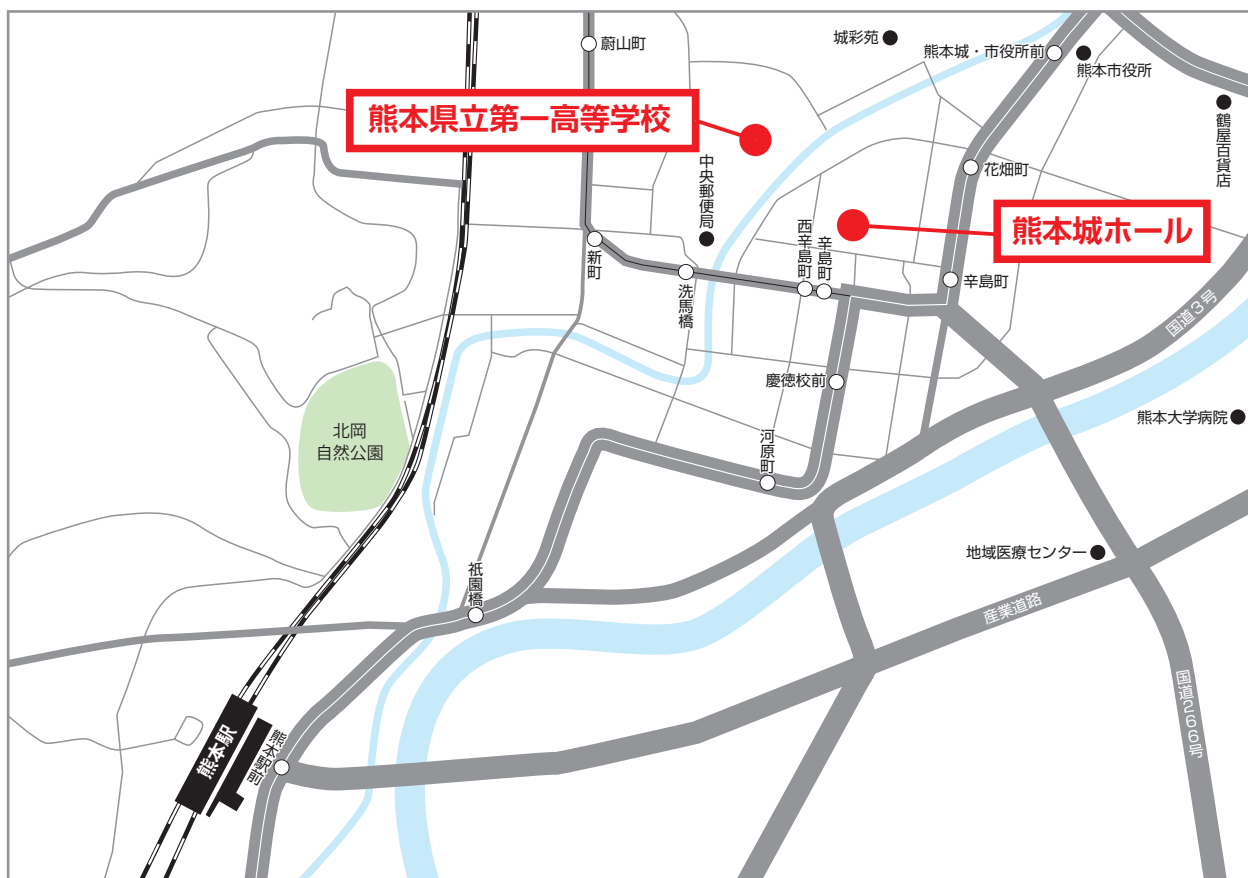 蔚山町
城彩苑
熊本城・市役所前
熊本市役所
鶴屋百貨店
熊本県立第一高等学校
中央郵便局
花畑町
熊本城ホール
新町
洗馬橋
西辛島町
辛島町
辛島町
国道3号
慶徳校前
北岡
自然公園
河原町
熊本大学病院
地域医療センター
祇園橋
産業道路
国道266号
熊本駅
熊本駅前